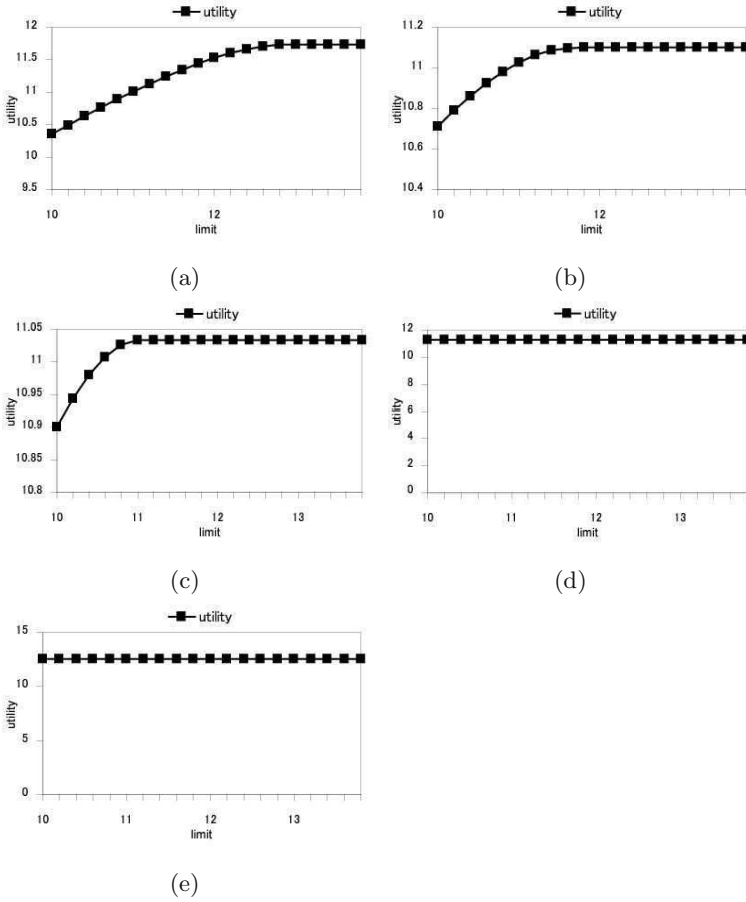 utility
12
11.5
11
10.5
10
9.5
utility
10 12
limit
(a)
utility
11.2
11
10.8
10.6
10.4
utility
10 12
limit
(b)
utility
11.05
11
10.95
10.9
10.85
10.8
utility
10 11 12 13
limit
(c)
utility
12
10
8
6
4
2
0
utility
10 11 12 13
limit
(d)
utility
15
10
5
0
utility
10 11 12 13
limit
(e)